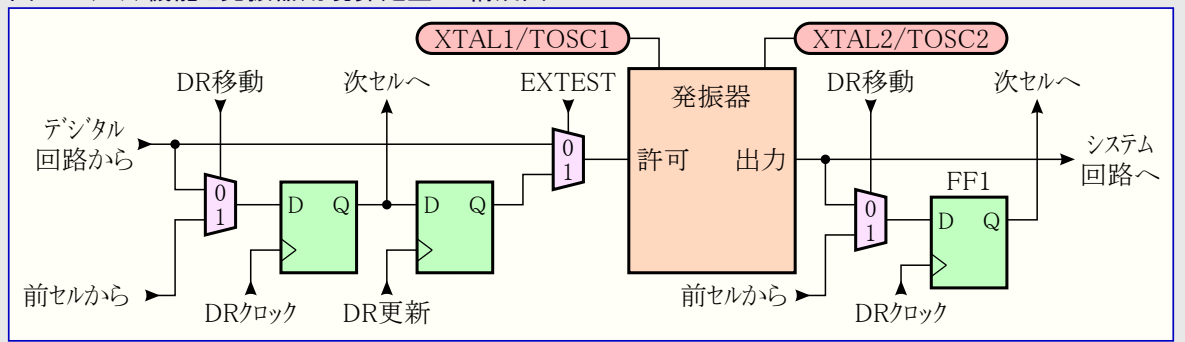 XTAL1/TOSC1
XTAL2/TOSC2
DR移動
次セルへ
EXTEST
発振器
DR移動
次セルへ
デジタル
回路から
0
1
許可
出力
システム
回路へ
0
1
D
Q
D
Q
0
1
FF1
D
Q
前セルから
DRクロック
DR更新
前セルから
DRクロック